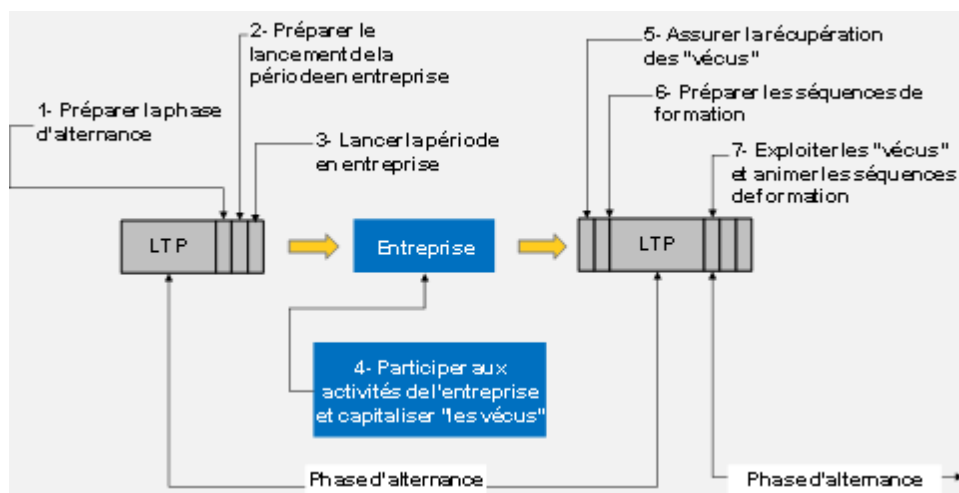 1- Préparer la phase
d'alternance
2- Préparer le
lancement de la
période en entreprise
3- Lancer la période
en entreprise
5- Assurer la récupération
des "vécus"
6- Préparer les séquences de
formation
7- Exploiter les "vécus"
et animer les séquences
de formation
LTP
Entreprise
LTP
4- Participer aux
activités de l'entreprise
et capitaliser "les vécus"
Phase d'alternance
Phase d'alternance